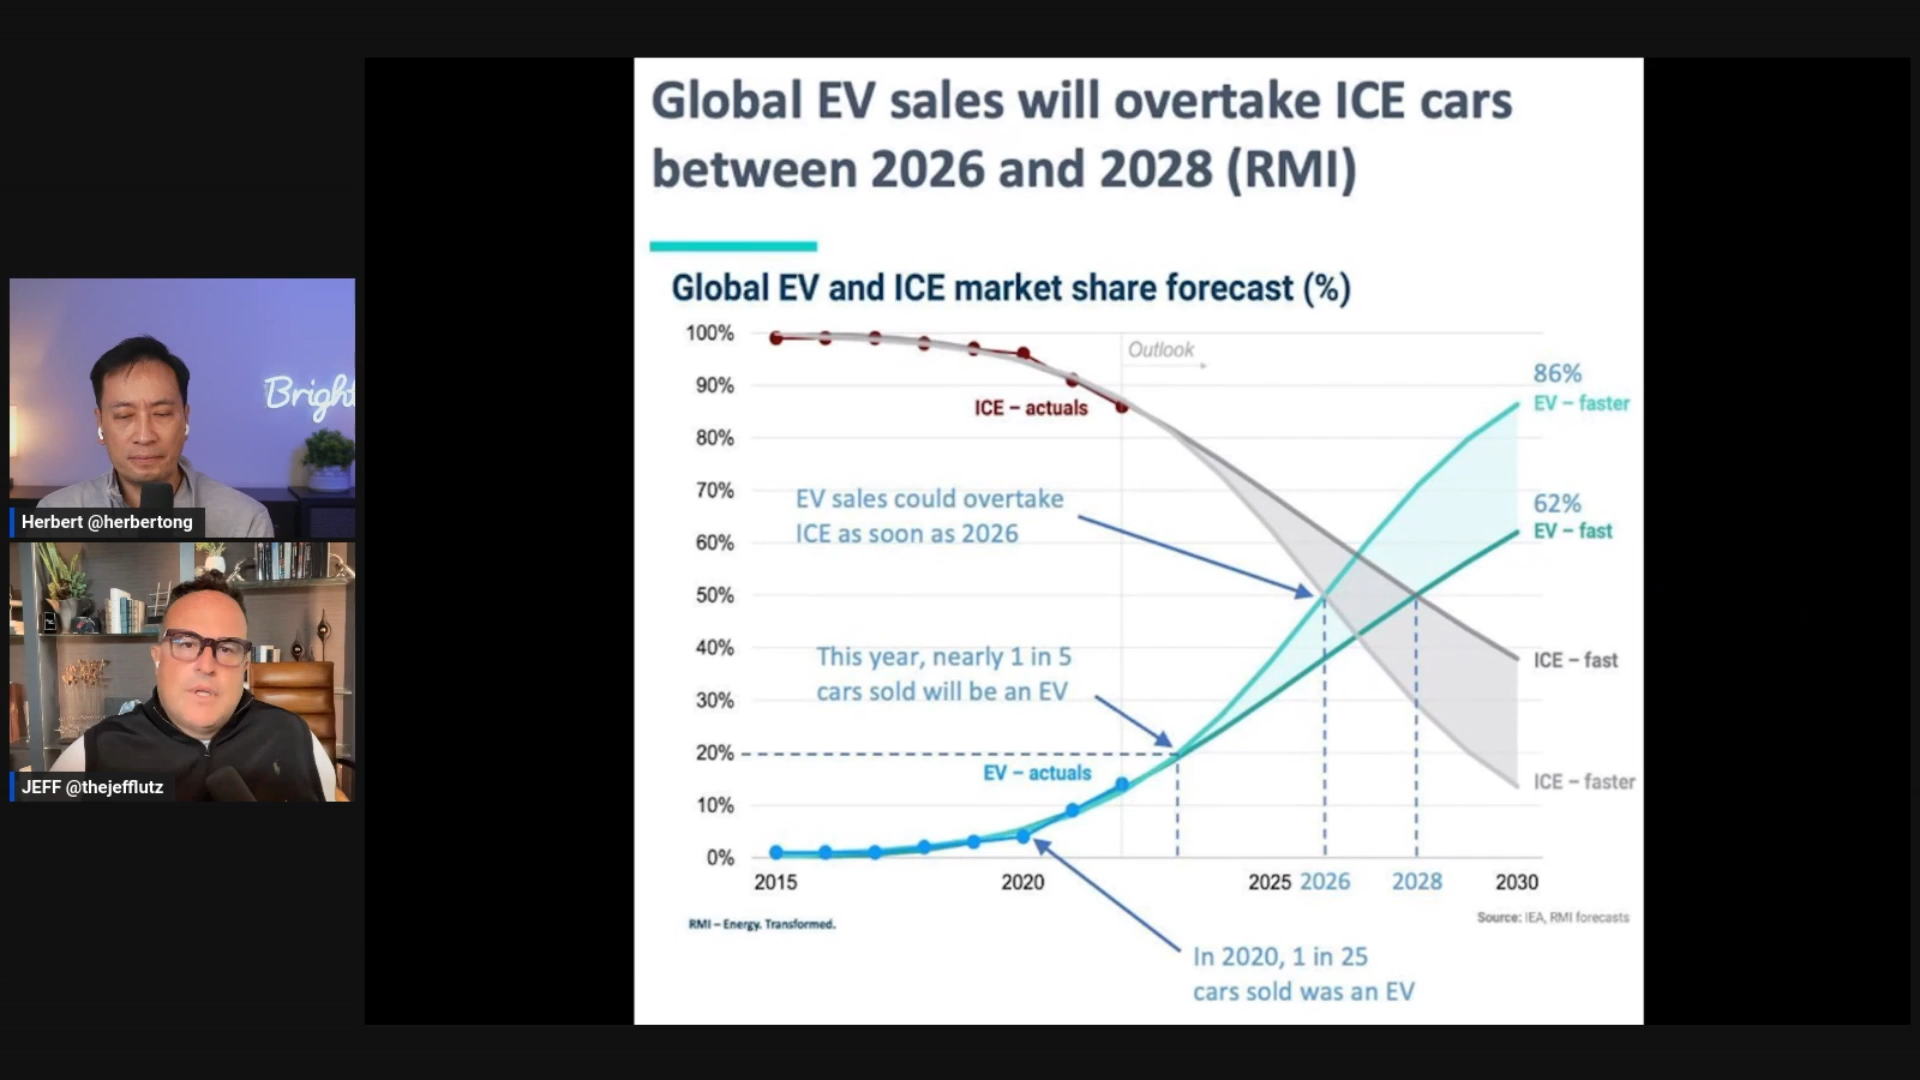 Global EV sales will overtake ICE cars
between 2026 and 2028 (RMI)
Global EV and ICE market share forecast (%)
100%
90%
80%
70%
60%
50%
40%
30%
20%
10%
0%
Outlook
ICE – actuals
86%
EV – faster
62%
EV – fast
EV sales could overtake
ICE as soon as 2026
This year, nearly 1 in 5
cars sold will be an EV
EV – actuals
ICE – fast
ICE – faster
2015
2020
2025
2026
2028
2030
RMI – Energy. Transformed.
Source: IEA, RMI forecasts
In 2020, 1 in 25
cars sold was an EV
Bright
Herbert @herbertong
JEFF @thejefflutz